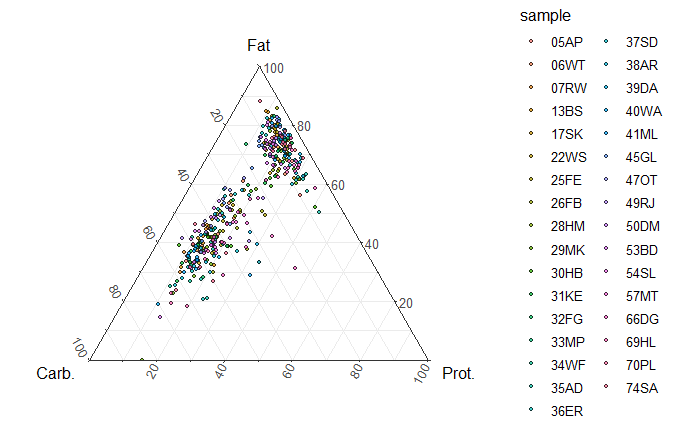 sample
05AP
06WT
07RW
13BS
17SK
22WS
25FE
26FB
28HM
29MK
30HB
31KE
32FG
33MP
34WF
35AD
36ER
37SD
38AR
39DA
40WA
41ML
45GL
47OT
49RJ
50DM
53BD
54SL
57MT
66DG
69HL
70PL
74SA
Fat
100
20
80
40
60
60
40
80
20
100
Carb.
Prot.
20
40
60
80
100